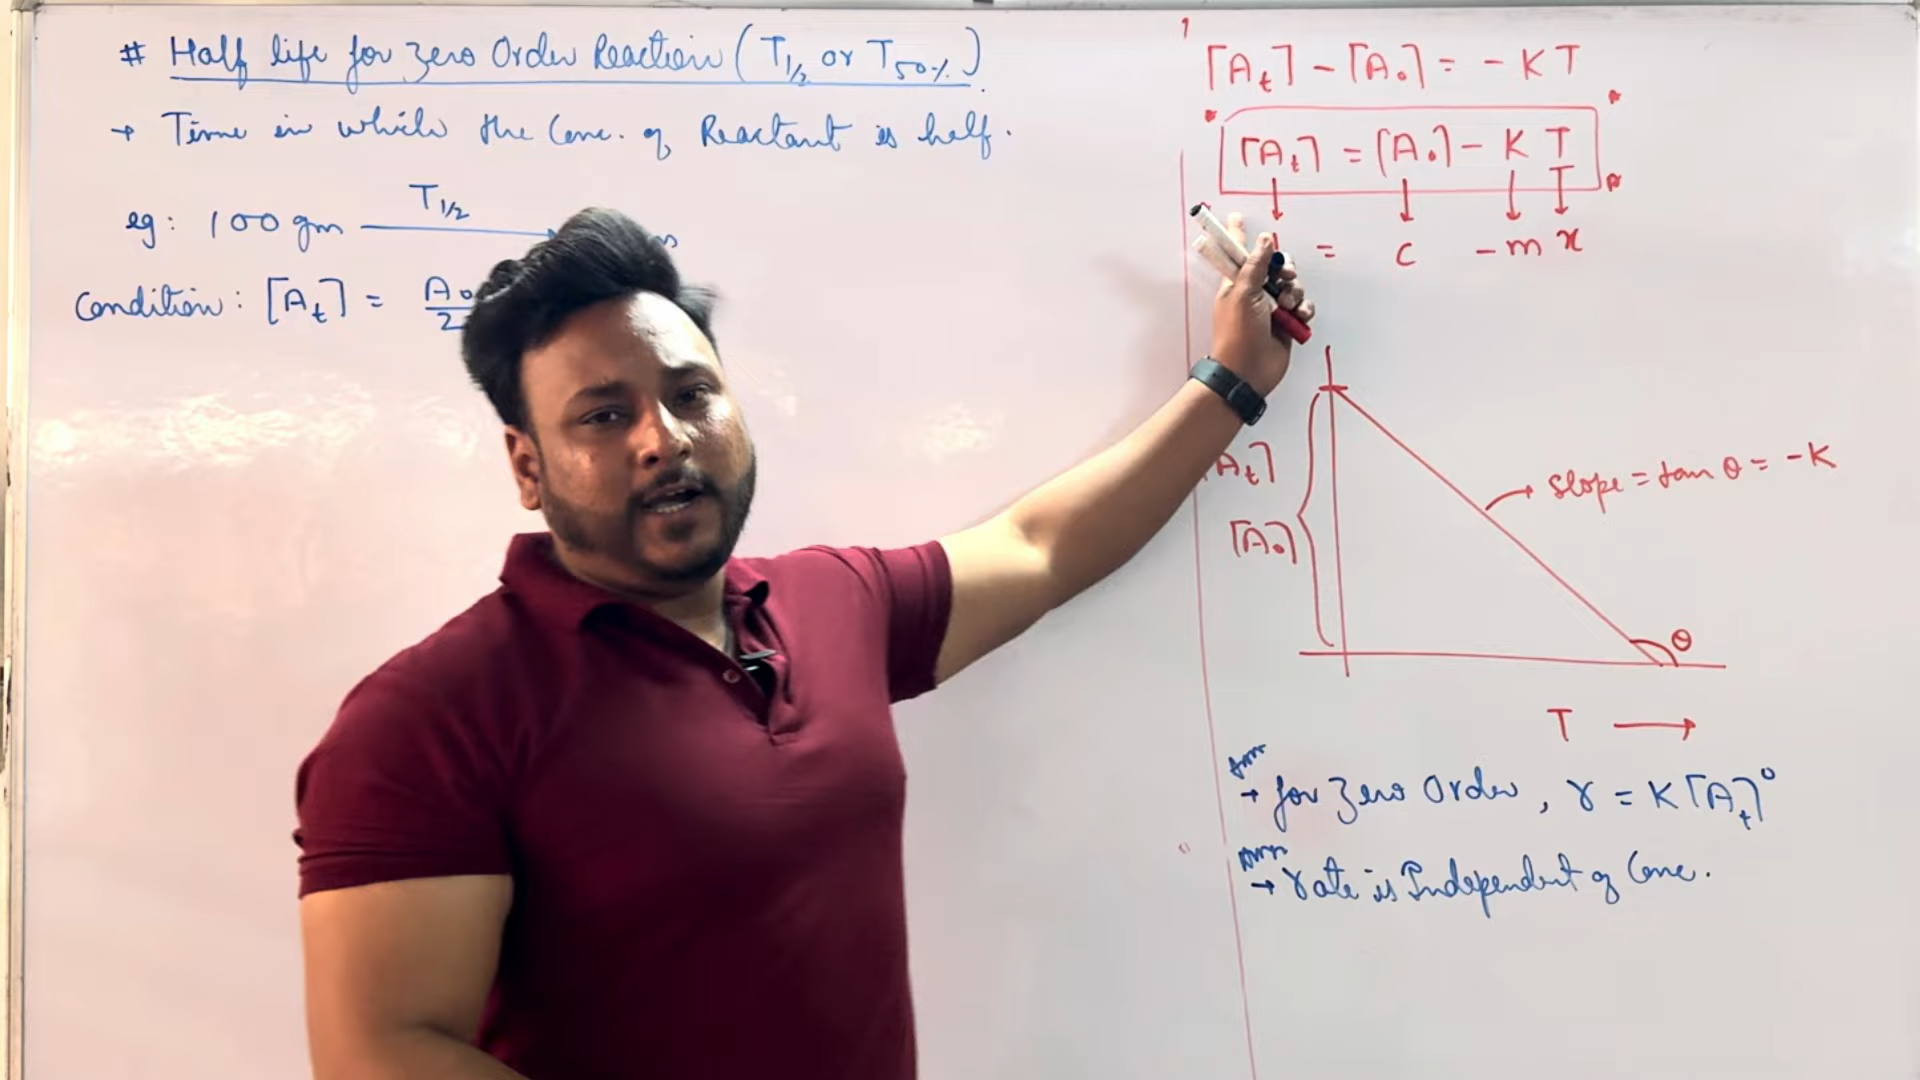 # Half life for Zero Order Reaction (T1/2 or T50%)
→ Time in which the Conc. of Reactant is half.
eg: 100 gm T1/2
Condition: [At] = A0/2
[At] - [A0] = - K T
[At] = [A0] - K T
= c - m x
At]
[A0]
Slope = tan θ = - K
θ
T →
→ for Zero Order, r = K [At]⁰
→ rate is Independent of Conc.